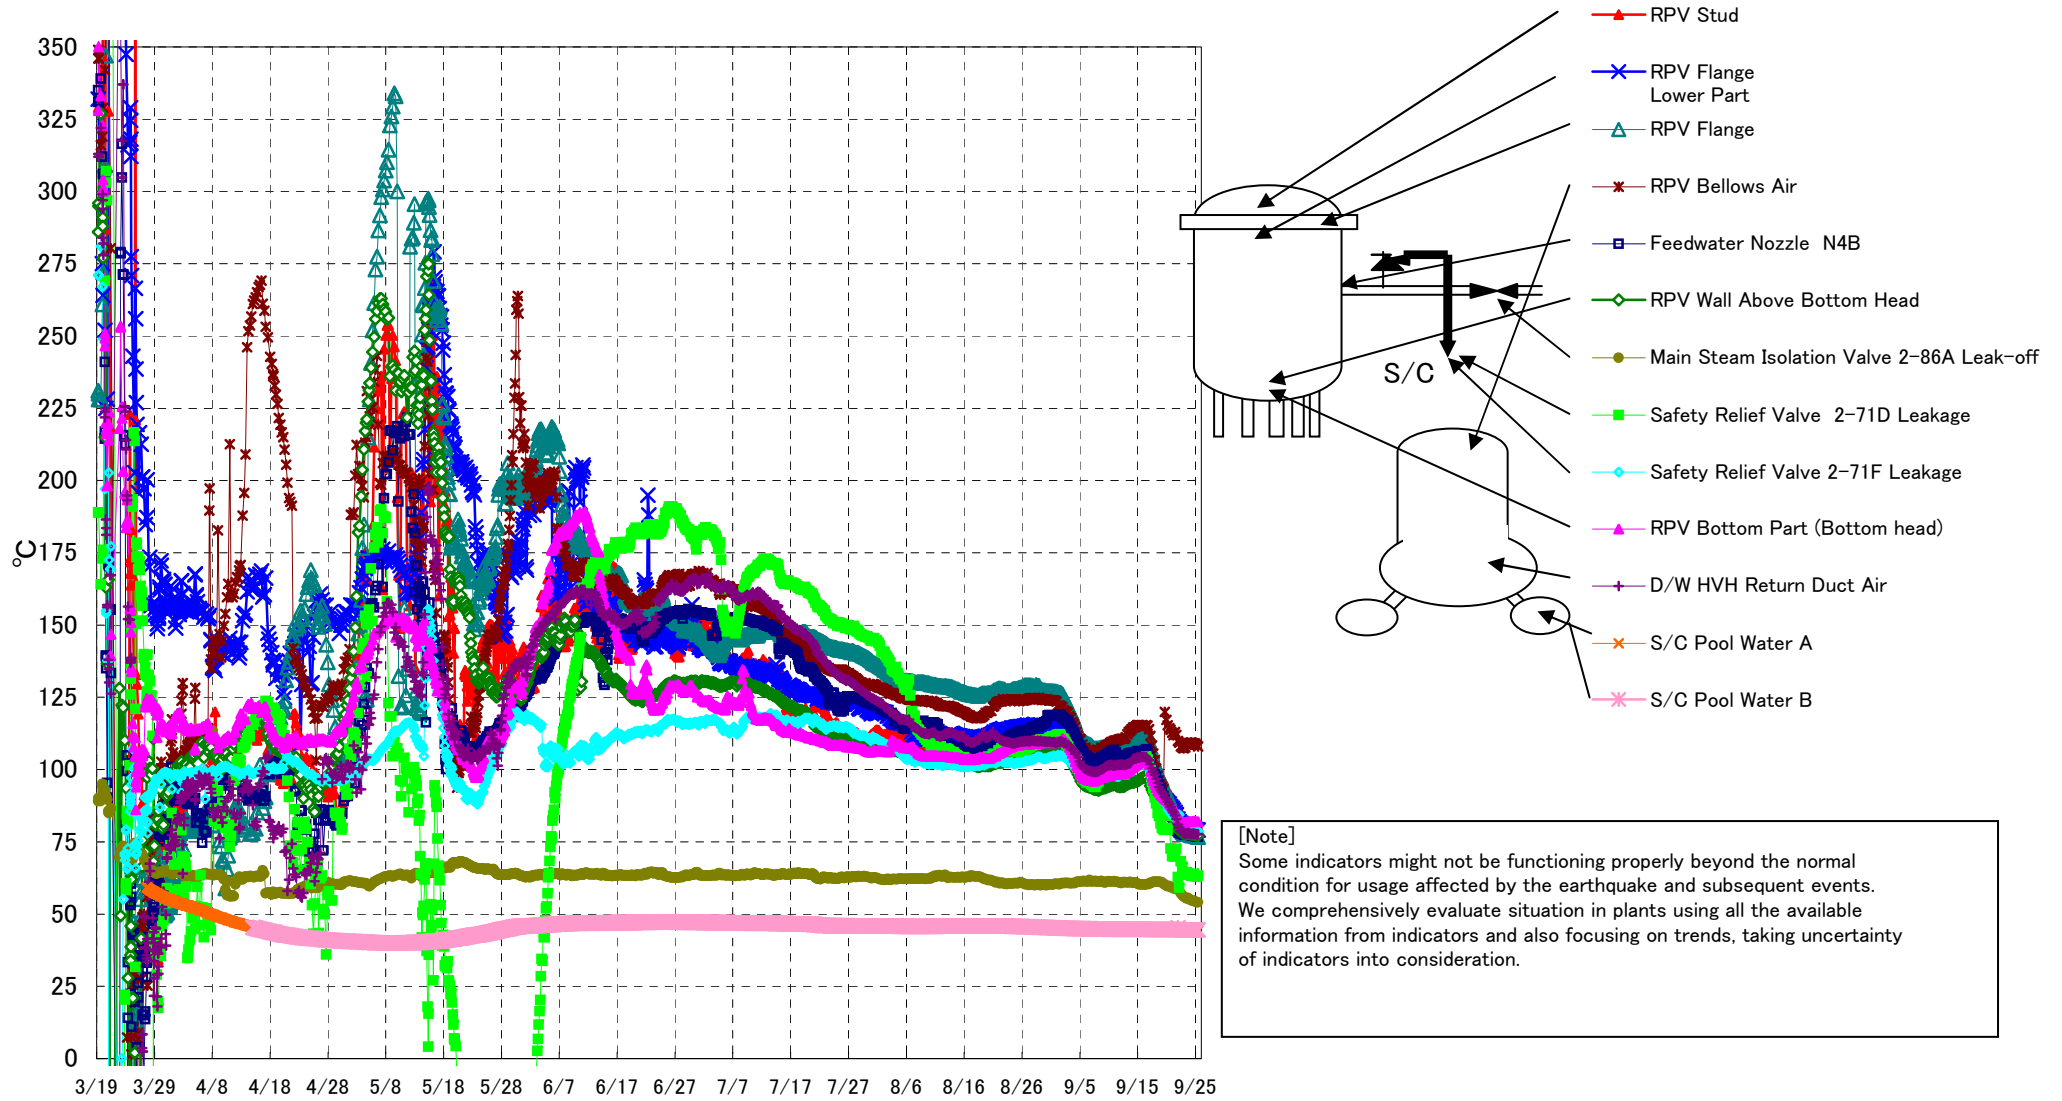 350
325
300
275
250
225
200
175
150
125
100
75
50
25
0
℃
3/19
3/29
4/8
4/18
4/28
5/8
5/18
5/28
6/7
6/17
6/27
7/7
7/17
7/27
8/6
8/16
8/26
9/5
9/15
9/25
RPV Stud
RPV Flange
Lower Part
RPV Flange
RPV Bellows Air
Feedwater Nozzle N4B
RPV Wall Above Bottom Head
Main Steam Isolation Valve 2-86A Leak-off
Safety Relief Valve 2-71D Leakage
Safety Relief Valve 2-71F Leakage
RPV Bottom Part (Bottom head)
D/W HVH Return Duct Air
S/C Pool Water A
S/C Pool Water B
S/C
[Note]
Some indicators might not be functioning properly beyond the normal
condition for usage affected by the earthquake and subsequent events.
We comprehensively evaluate situation in plants using all the available
information from indicators and also focusing on trends, taking uncertainty
of indicators into consideration.